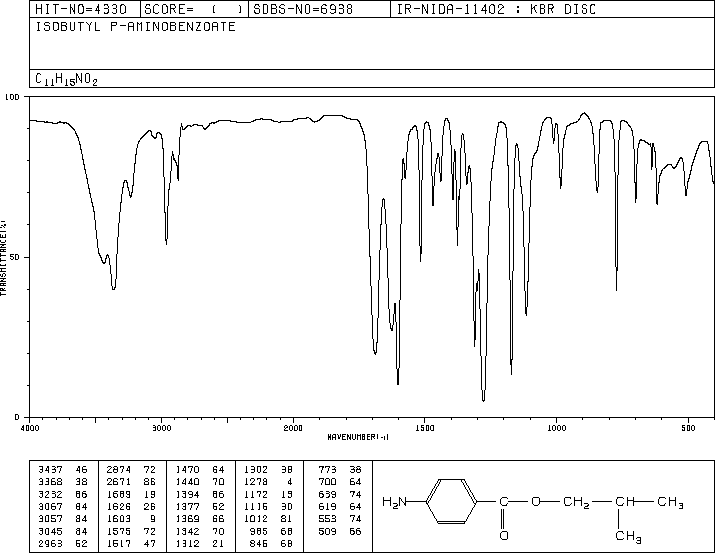 HIT-NO=4330 SCORE= ( ) SDBS-NO=6938 IR-NIDA-11402 : KBR DISC
ISOBUTYL P-AMINOBENZOATE
C11H15NO2
100
50
0
TRANSMITTANCE(%)
4000 3000 2000 1500 1000 500
WAVENUMBER(-1)
3437 46 2874 72 1470 64 1302 38 773 38
3368 38 2671 86 1440 70 1278 4 700 64
3232 66 1689 19 1394 66 1172 13 639 74
3067 84 1626 26 1377 52 1116 30 619 64
3057 84 1603 9 1369 66 1012 81 553 74
3045 84 1575 72 1342 70 985 68 509 66
2963 52 1517 47 1312 21 846 68
H2N C O CH2 CH CH3
O CH3